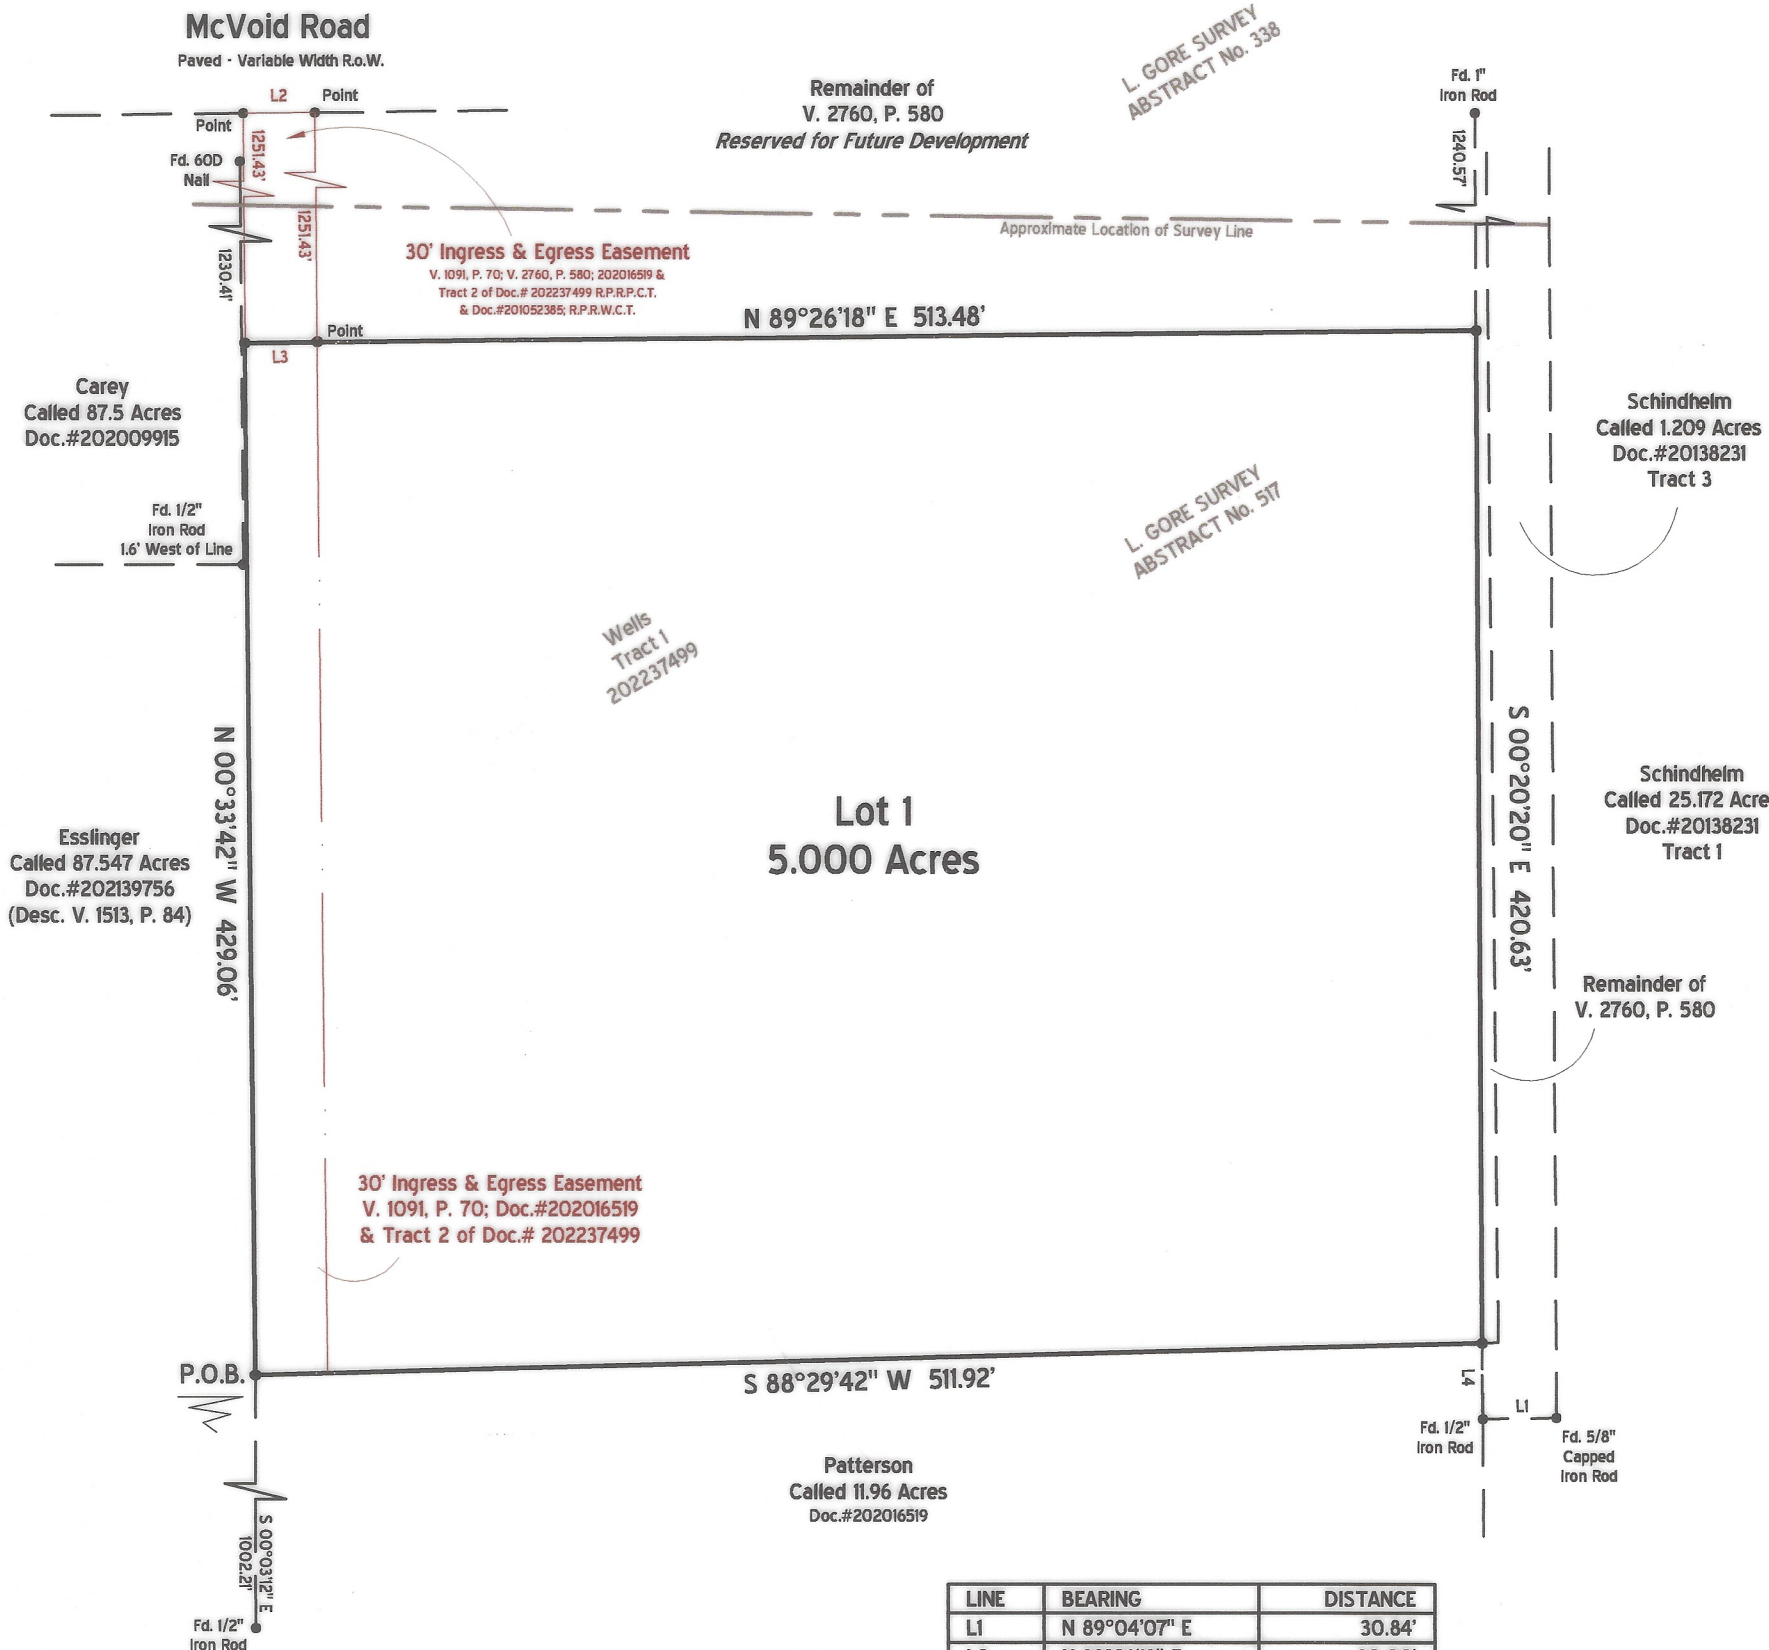 McVoid Road
Paved - Variable Width R.o.W.
L2
Point
Point
Fd. 60D
Nail
1251.43'
1251.43'
1230.41'
Remainder of
V. 2760, P. 580
Reserved for Future Development
L. GORE SURVEY
ABSTRACT No. 338
Fd. 1"
Iron Rod
1240.57'
Approximate Location of Survey Line
30' Ingress & Egress Easement
V. 1091, P. 70; V. 2760, P. 580; 202016519 &
Tract 2 of Doc.# 202237499 R.P.R.P.C.T.
& Doc.#201052385; R.P.R.W.C.T.
N 89°26'18" E 513.48'
Point
L3
Carey
Called 87.5 Acres
Doc.#202009915
Schindhelm
Called 1.209 Acres
Doc.#20138231
Tract 3
Fd. 1/2"
Iron Rod
1.6' West of Line
L. GORE SURVEY
ABSTRACT No. 517
Wells
Tract 1
202237499
N 00°33'42" W 429.06'
S 00°20'20" E 420.63'
Lot 1
5.000 Acres
Schindhelm
Called 25.172 Acre
Doc.#20138231
Tract 1
Esslinger
Called 87.547 Acres
Doc.#202139756
(Desc. V. 1513, P. 84)
Remainder of
V. 2760, P. 580
30' Ingress & Egress Easement
V. 1091, P. 70; Doc.#202016519
& Tract 2 of Doc.# 202237499
P.O.B.
S 88°29'42" W 511.92'
L4
L1
Fd. 1/2"
Iron Rod
Fd. 5/8"
Capped
Iron Rod
Patterson
Called 11.96 Acres
Doc.#202016519
S 00°03'12" E
1002.21'
Fd. 1/2"
Iron Rod
LINE BEARING DISTANCE
L1 N 89°04'07" E 30.84'